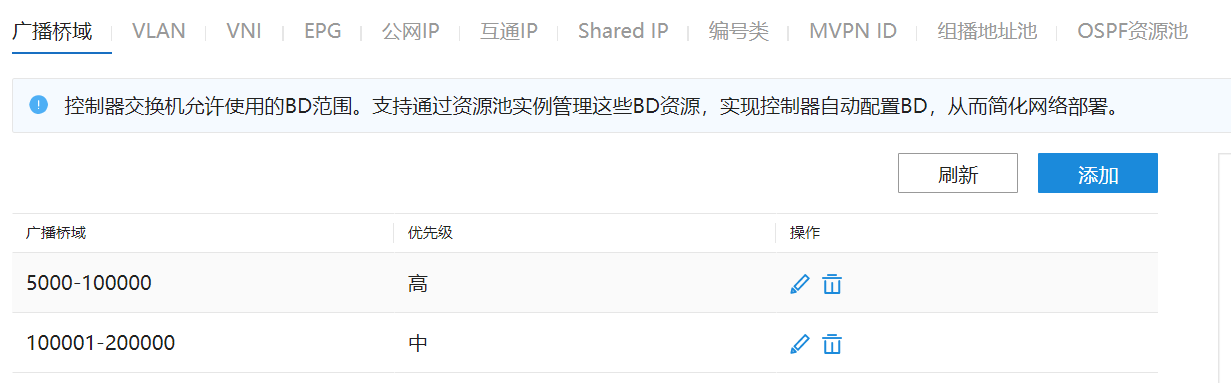 广播桥域 VLAN VNI EPG 公网IP 互通IP Shared IP 编号类 MVPN ID 组播地址池 OSPF资源池
控制器交换机允许使用的BD范围。支持通过资源池实例管理这些BD资源，实现控制器自动配置BD，从而简化网络部署。
刷新 添加
广播桥域 优先级 操作
5000-100000 高
100001-200000 中